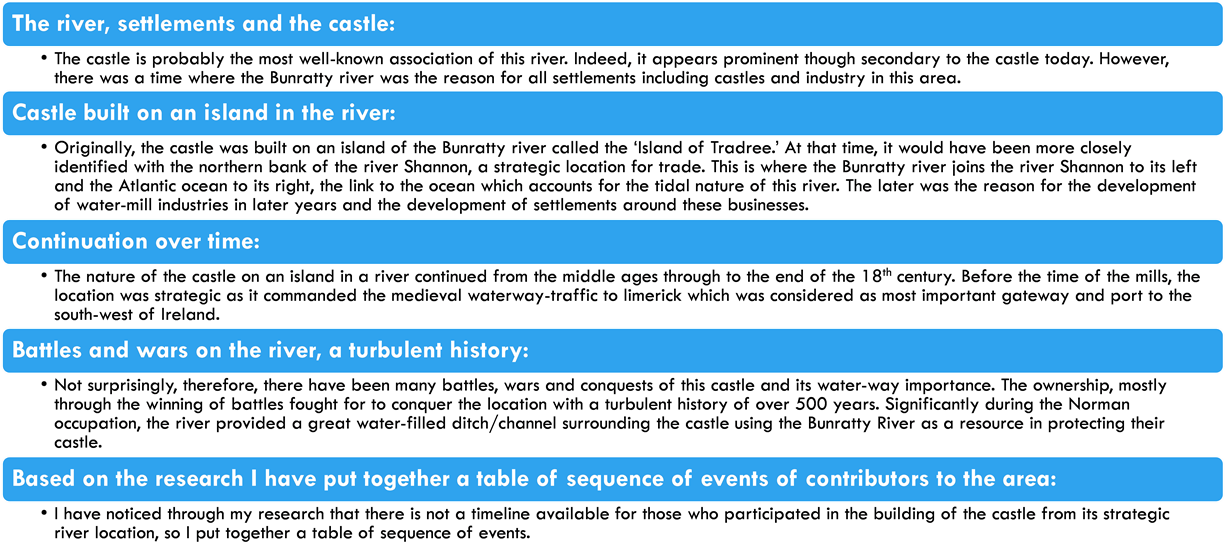 The river, settlements and the castle:
• The castle is probably the most well-known association of this river. Indeed, it appears prominent though secondary to the castle today. However,
there was a time where the Bunratty river was the reason for all settlements including castles and industry in this area.
Castle built on an island in the river:
• Originally, the castle was built on an island of the Bunratty river called the ‘Island of Tradree.’ At that time, it would have been more closely
identified with the northern bank of the river Shannon, a strategic location for trade. This is where the Bunratty river joins the river Shannon to its left
and the Atlantic ocean to its right, the link to the ocean which accounts for the tidal nature of this river. The later was the reason for the development
of water-mill industries in later years and the development of settlements around these businesses.
Continuation over time:
• The nature of the castle on an island in a river continued from the middle ages through to the end of the 18th century. Before the time of the mills, the
location was strategic as it commanded the medieval waterway-traffic to limerick which was considered as most important gateway and port to the
south-west of Ireland.
Battles and wars on the river, a turbulent history:
• Not surprisingly, therefore, there have been many battles, wars and conquests of this castle and its water-way importance. The ownership, mostly
through the winning of battles fought for to conquer the location with a turbulent history of over 500 years. Significantly during the Norman
occupation, the river provided a great water-filled ditch/channel surrounding the castle using the Bunratty River as a resource in protecting their
castle.
Based on the research I have put together a table of sequence of events of contributors to the area:
• I have noticed through my research that there is not a timeline available for those who participated in the building of the castle from its strategic
river location, so I put together a table of sequence of events.